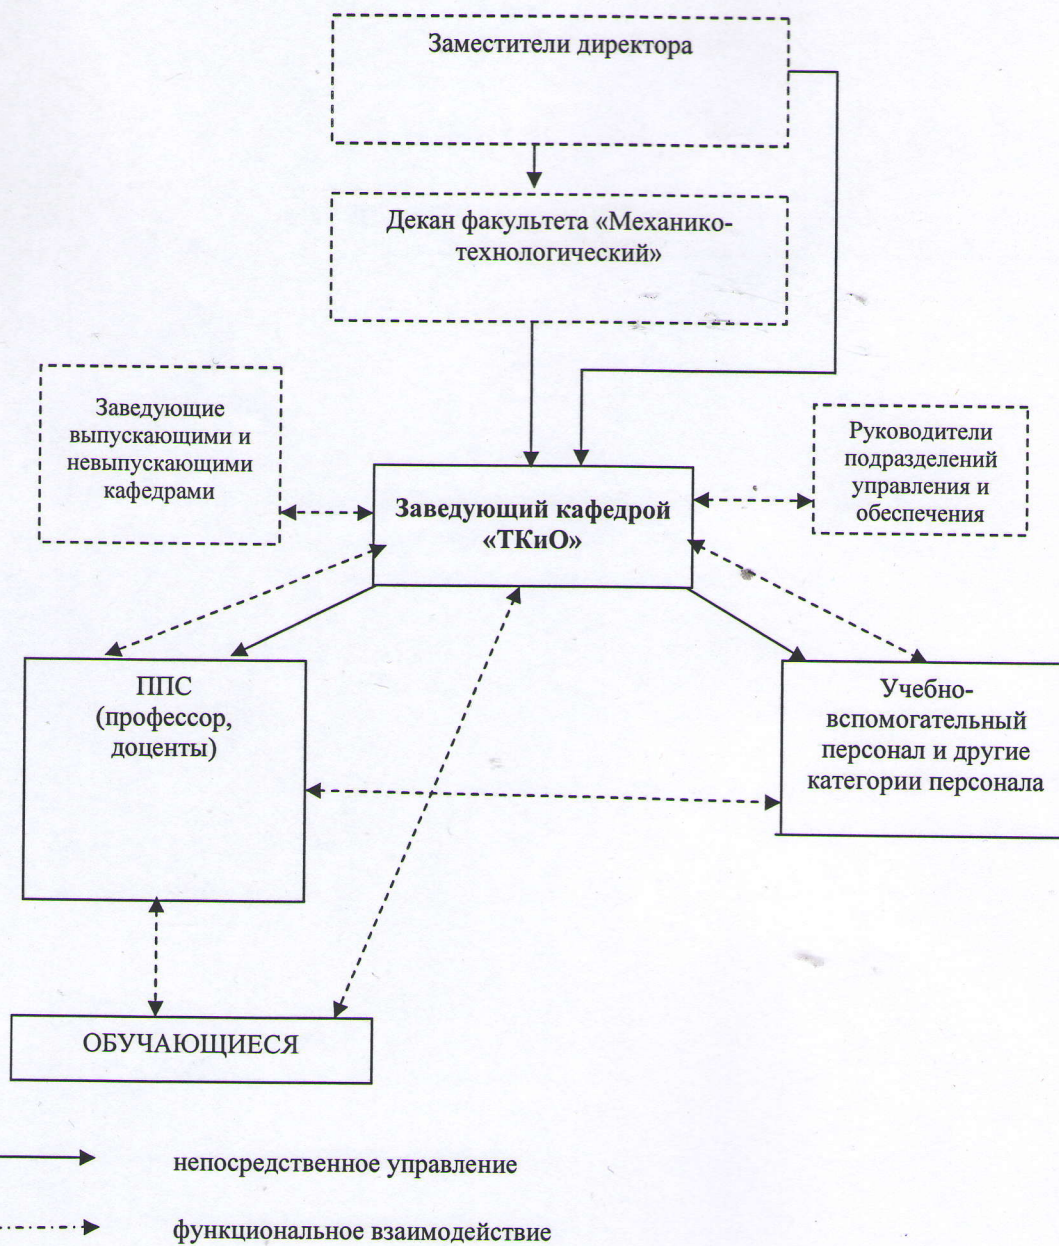 Заместители директора
Декан факультета «Механико-
технологический»
Заведующие
выпускающими и
невыпускающими
кафедрами
Руководители
подразделений
управления и
обеспечения
Заведующий кафедрой
«ТКиО»
ППС
(профессор,
доценты)
Учебно-
вспомогательный
персонал и другие
категории персонала
ОБУЧАЮЩИЕСЯ
непосредственное управление
функциональное взаимодействие